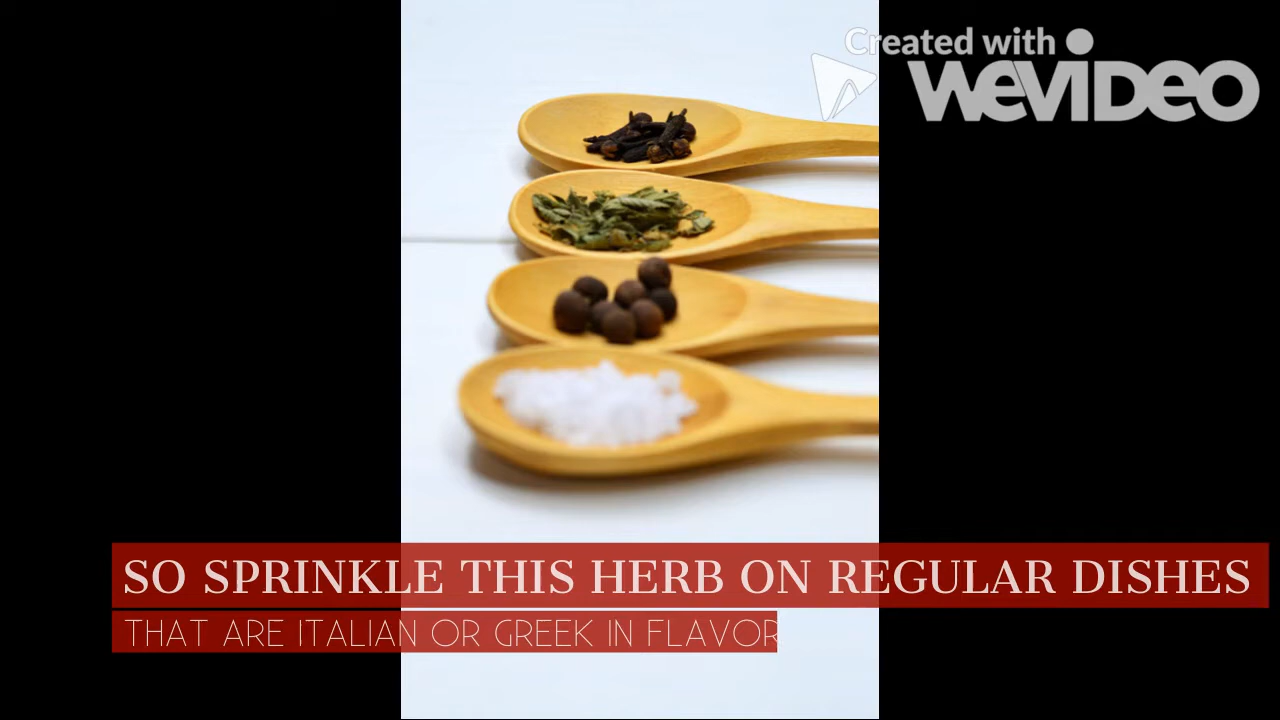 Created with
WEVIDEO
SO SPRINKLE THIS HERB ON REGULAR DISHES
THAT ARE ITALIAN OR GREEK IN FLAVOR